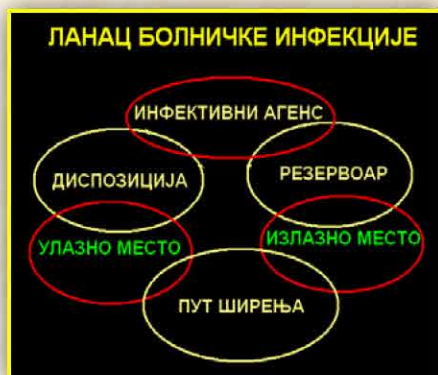 ЛАНАЦ БОЛНИЧКЕ ИНФЕКЦИЈЕ
ИНФЕКТИВНИ АГЕНС
ДИСПОЗИЦИЈА
РЕЗЕРВОАР
УЛАЗНО МЕСТО
ИЗЛАЗНО МЕСТО
ПУТ ШИРЕЊА